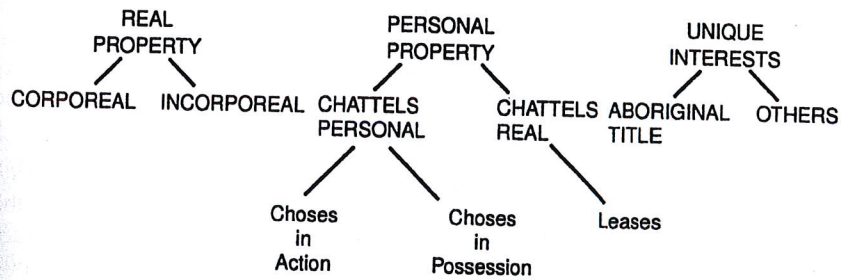 REAL
PROPERTY
PERSONAL
PROPERTY
UNIQUE
INTERESTS
CORPOREAL
INCORPOREAL
CHATTELS
PERSONAL
CHATTELS
REAL
ABORIGINAL
TITLE
OTHERS
Choses
in
Action
Choses
in
Possession
Leases